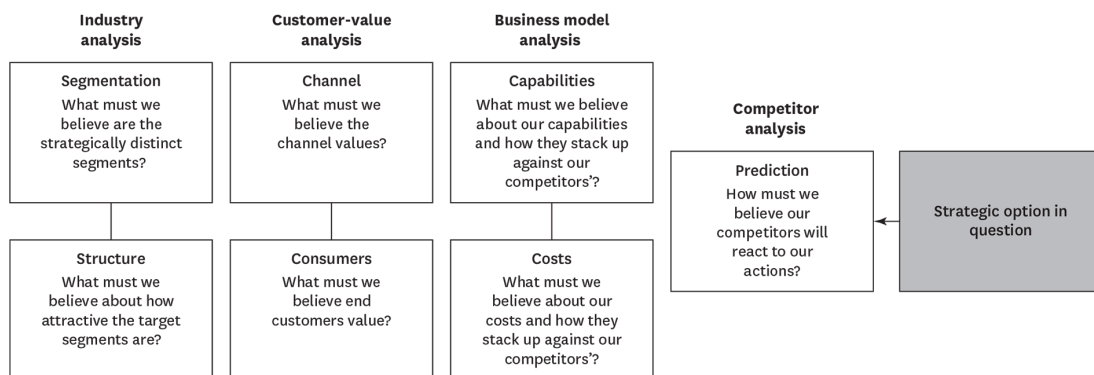 Industry
analysis
Segmentation
What must we
believe are the
strategically distinct
segments?
Structure
What must we
believe about how
attractive the target
segments are?
Customer-value
analysis
Channel
What must we
believe the
channel values?
Consumers
What must we
believe end
customers value?
Business model
analysis
Capabilities
What must we believe
about our capabilities
and how they stack up
against our
competitors’?
Costs
What must we
believe about our
costs and how they
stack up against our
competitors’?
Competitor
analysis
Prediction
How must we
believe our
competitors will
react to our
actions?
Strategic option in
question